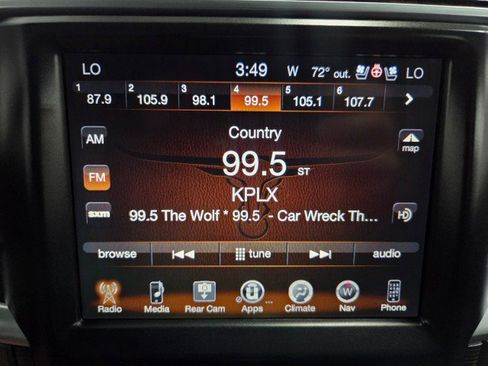 LO 3:49 W 72° out. LO
1 87.9 2 105.9 3 98.1 4 99.5 5 105.1 6 107.7
AM Country map
99.5 ST
FM KPLX
sxm 99.5 The Wolf * 99.5 - Car Wreck Th... HD
browse tune audio
Radio Media Rear Cam Apps ... Climate Nav Phone